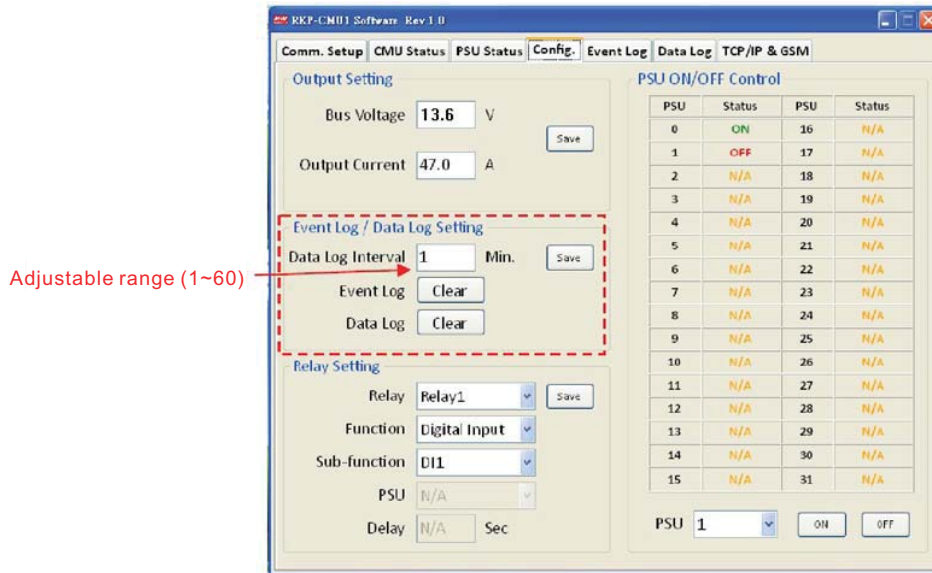 RKP-CMU1 Software Rev 1.0
Comm. Setup CMU Status PSU Status Config. Event Log Data Log TCP/IP & GSM
Output Setting
Bus Voltage 13.6 V
Save
Output Current 47.0 A
Event Log / Data Log Setting
Data Log Interval 1 Min. Save
Adjustable range (1~60)
Event Log Clear
Data Log Clear
Relay Setting
Relay Relay1 Save
Function Digital Input
Sub-function DI1
PSU N/A
Delay N/A Sec
PSU ON/OFF Control
PSU Status PSU Status
0 ON 16 N/A
1 OFF 17 N/A
2 N/A 18 N/A
3 N/A 19 N/A
4 N/A 20 N/A
5 N/A 21 N/A
6 N/A 22 N/A
7 N/A 23 N/A
8 N/A 24 N/A
9 N/A 25 N/A
10 N/A 26 N/A
11 N/A 27 N/A
12 N/A 28 N/A
13 N/A 29 N/A
14 N/A 30 N/A
15 N/A 31 N/A
PSU 1 ON OFF